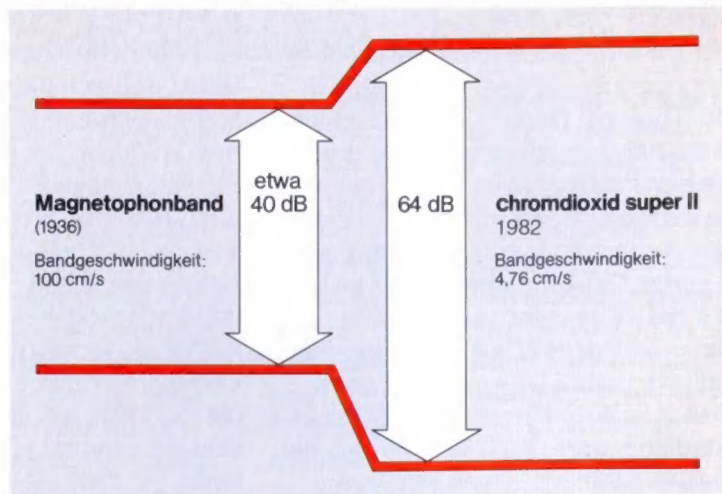 etwa
40 dB
64 dB
Magnetophonband
(1936)
Bandgeschwindigkeit:
100 cm/s
chromdioxid super II
1982
Bandgeschwindigkeit:
4,76 cm/s